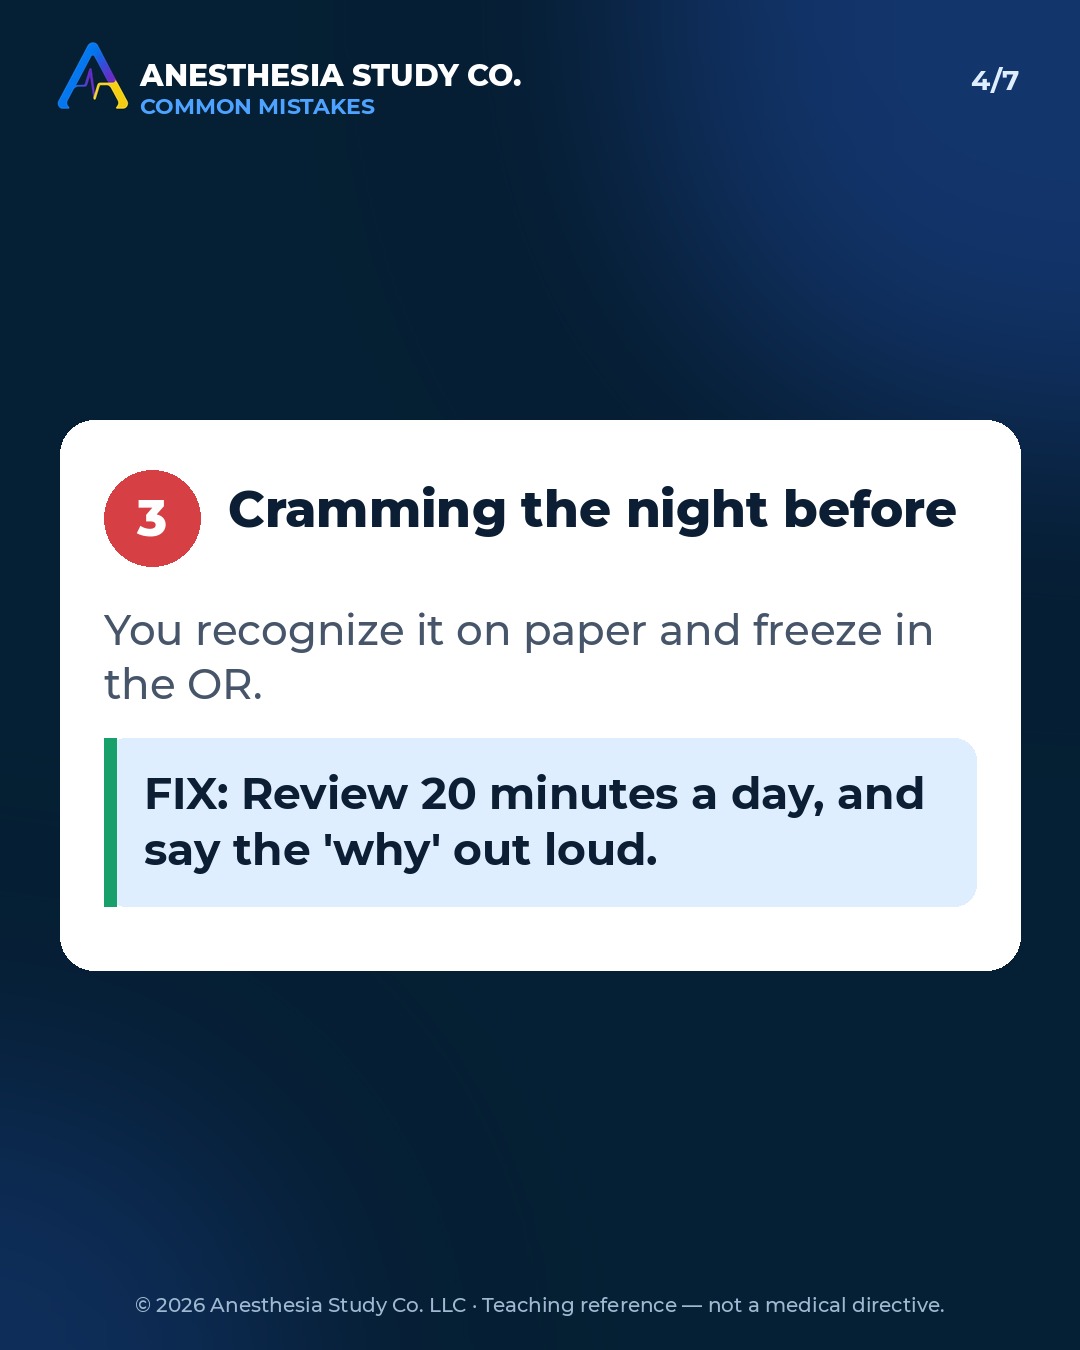 ANESTHESIA STUDY CO.
COMMON MISTAKES
4/7
3
Cramming the night before
You recognize it on paper and freeze in
the OR.
FIX: Review 20 minutes a day, and
say the 'why' out loud.
© 2026 Anesthesia Study Co. LLC · Teaching reference — not a medical directive.